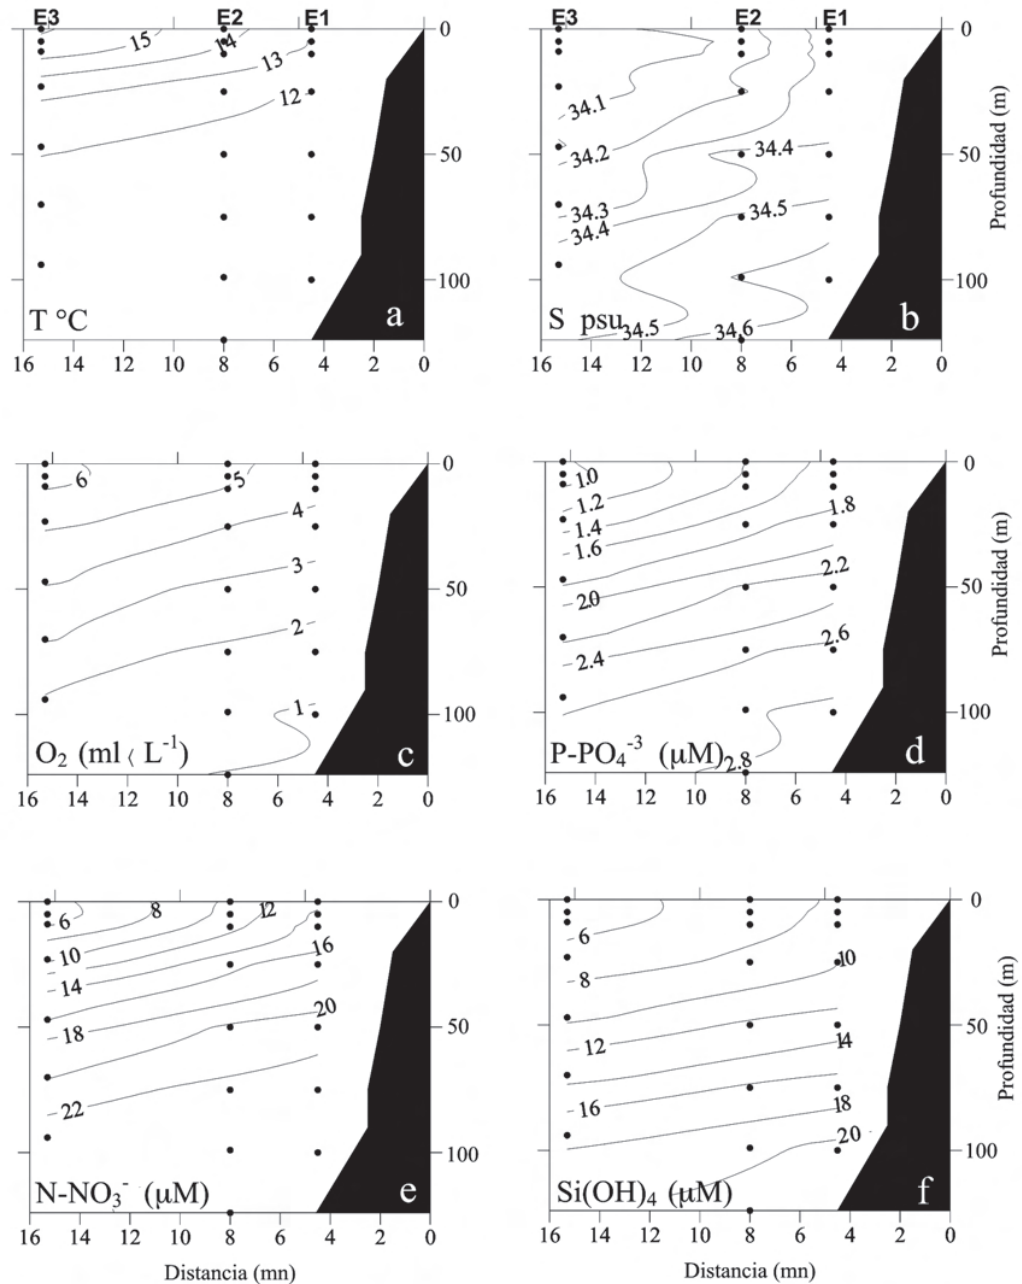 E3 E2 E1
E3 E2 E1
15 14 13 12
34.1 34.2 34.3 34.4 34.4 34.5 34.5 34.6
0
50
100
0
50
100
Profundidad (m)
T °C a
S psu b
16 14 12 10 8 6 4 2 0
16 14 12 10 8 6 4 2 0
6 5 4 3 2 1
1.0 1.2 1.4 1.6 1.8 2.0 2.2 2.4 2.6 2.8
0
50
100
0
50
100
Profundidad (m)
O₂ (ml ⟨ L⁻¹) c
P-PO₄⁻³ (µM) d
16 14 12 10 8 6 4 2 0
16 14 12 10 8 6 4 2 0
6 8 12 10 14 16 18 20 22
6 8 10 12 14 16 18 20
0
50
100
0
50
100
Profundidad (m)
N-NO₃⁻ (µM) e
Si(OH)₄ (µM) f
16 14 12 10 8 6 4 2 0
16 14 12 10 8 6 4 2 0
Distancia (mn)
Distancia (mn)